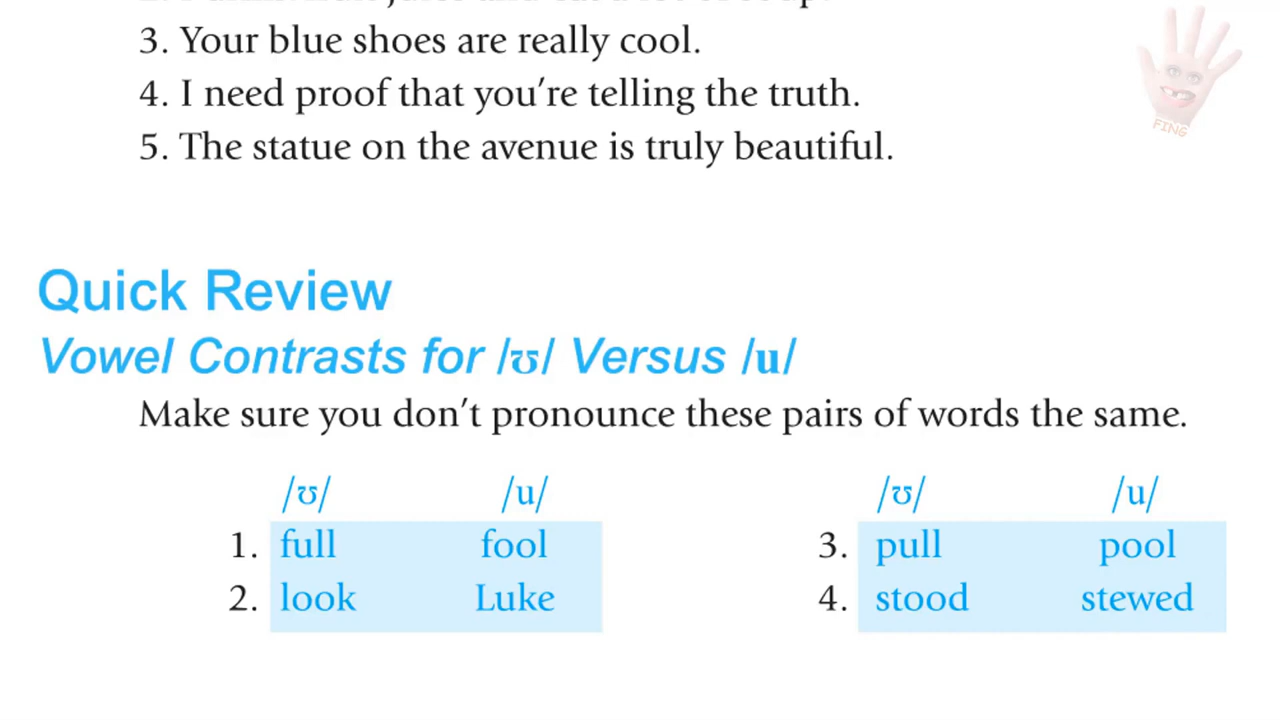 3. Your blue shoes are really cool.
4. I need proof that you're telling the truth.
5. The statue on the avenue is truly beautiful.
FING
Quick Review
Vowel Contrasts for /ʊ/ Versus /u/
Make sure you don't pronounce these pairs of words the same.
/ʊ/ /u/ /ʊ/ /u/
1. full fool 3. pull pool
2. look Luke 4. stood stewed